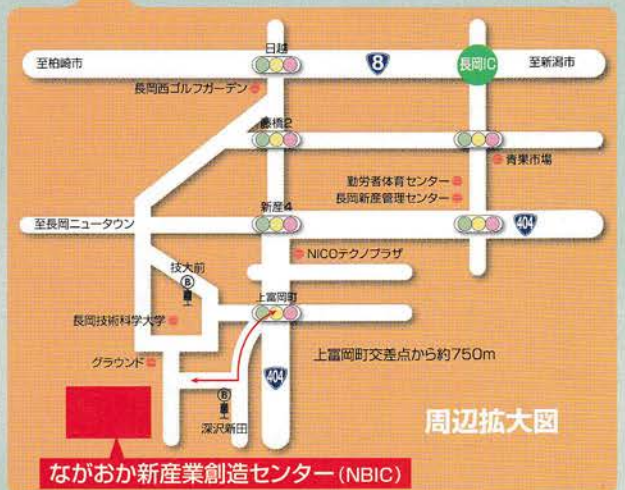 日越
至柏崎市
8
長岡IC
至新潟市
長岡西ゴルフガーデン
藤橋2
青果市場
勤労者体育センター
長岡新産管理センター
新産4
至長岡ニュータウン
404
NICOテクノプラザ
技大前
B
上富岡町
長岡技術科学大学
上富岡町交差点から約750m
グラウンド
404
B
深沢新田
周辺拡大図
ながおか新産業創造センター(NBIC)